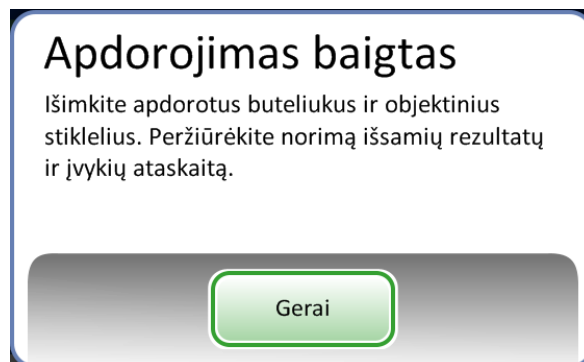 Apdorojimas baigtas
Išimkite apdorotus buteliukus ir objektinius
stiklelius. Peržiūrėkite norimą išsamių rezultatų
ir įvykių ataskaitą.
Gerai